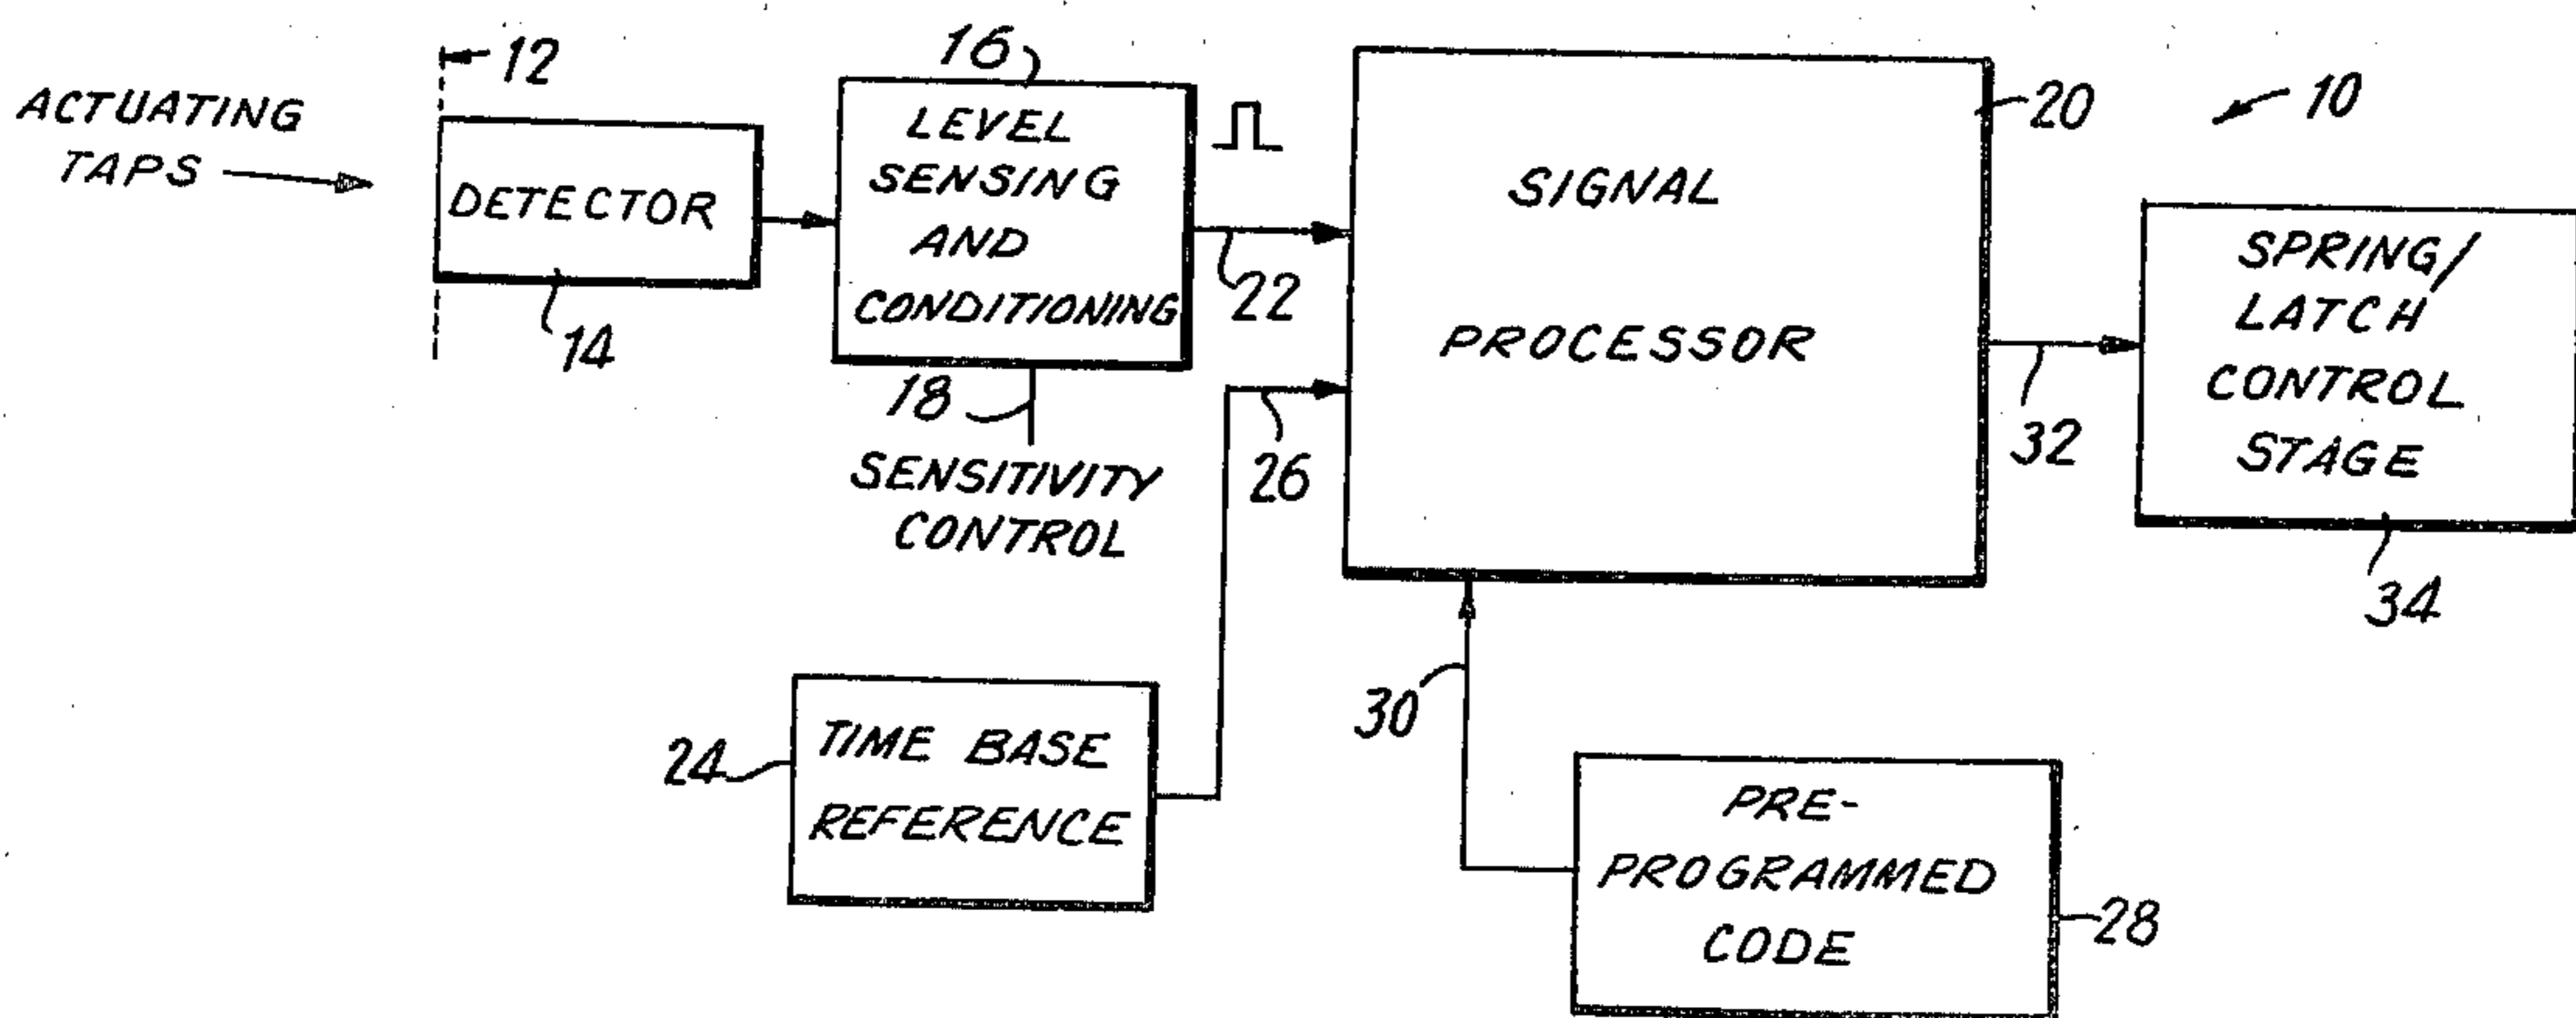 12
ACTUATING
TAPS
DETECTOR
14
16
LEVEL
SENSING
AND
CONDITIONING
18
SENSITIVITY
CONTROL
22
26
SIGNAL
PROCESSOR
20
10
32
SPRING/
LATCH
CONTROL
STAGE
34
24
TIME BASE
REFERENCE
30
PRE-
PROGRAMMED
CODE
28